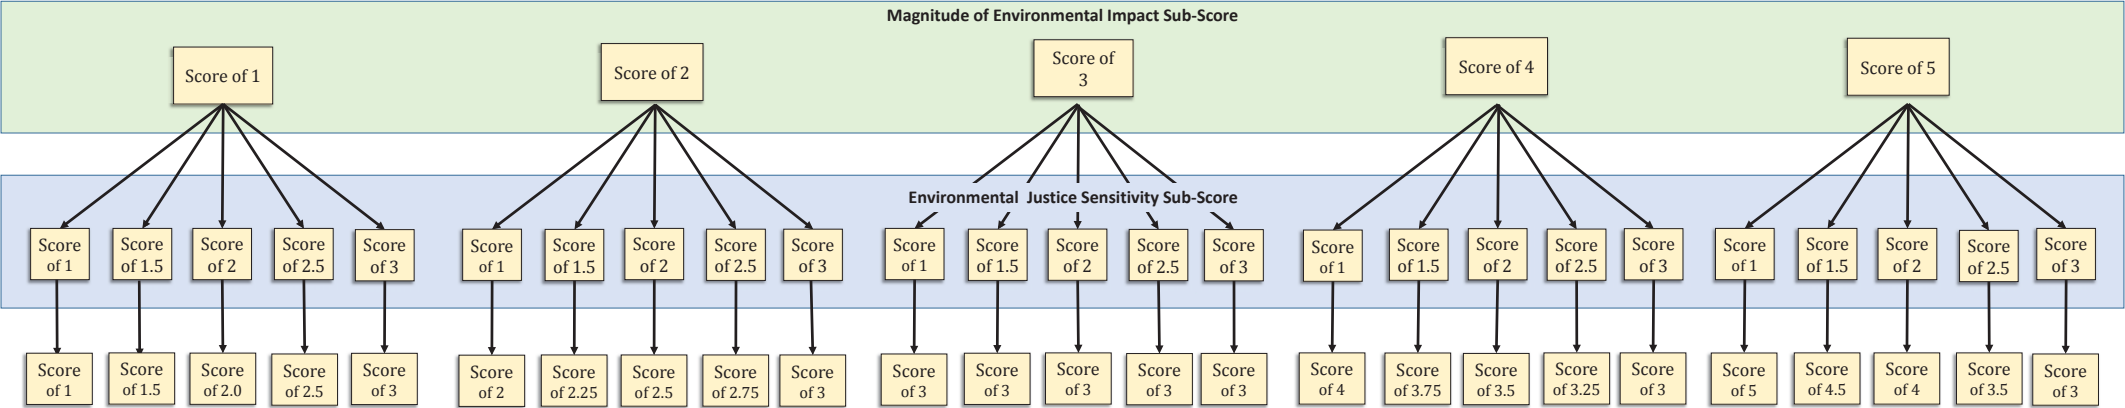 Magnitude of Environmental Impact Sub-Score
Score of 1
Score of 2
Score of
3
Score of 4
Score of 5
Environmental Justice Sensitivity Sub-Score
Score
of 1
Score
of 1.5
Score
of 2
Score
of 2.5
Score
of 3
Score
of 1
Score
of 1.5
Score
of 2
Score
of 2.5
Score
of 3
Score
of 1
Score
of 1.5
Score
of 2
Score
of 2.5
Score
of 3
Score
of 1
Score
of 1.5
Score
of 2
Score
of 2.5
Score
of 3
Score
of 1
Score
of 1.5
Score
of 2
Score
of 2.5
Score
of 3
Score
of 1
Score
of 1.5
Score
of 2.0
Score
of 2.5
Score
of 3
Score
of 2
Score
of 2.25
Score
of 2.5
Score
of 2.75
Score
of 3
Score
of 3
Score
of 3
Score
of 3
Score
of 3
Score
of 3
Score
of 4
Score
of 3.75
Score
of 3.5
Score
of 3.25
Score
of 3
Score
of 5
Score
of 4.5
Score
of 4
Score
of 3.5
Score
of 3